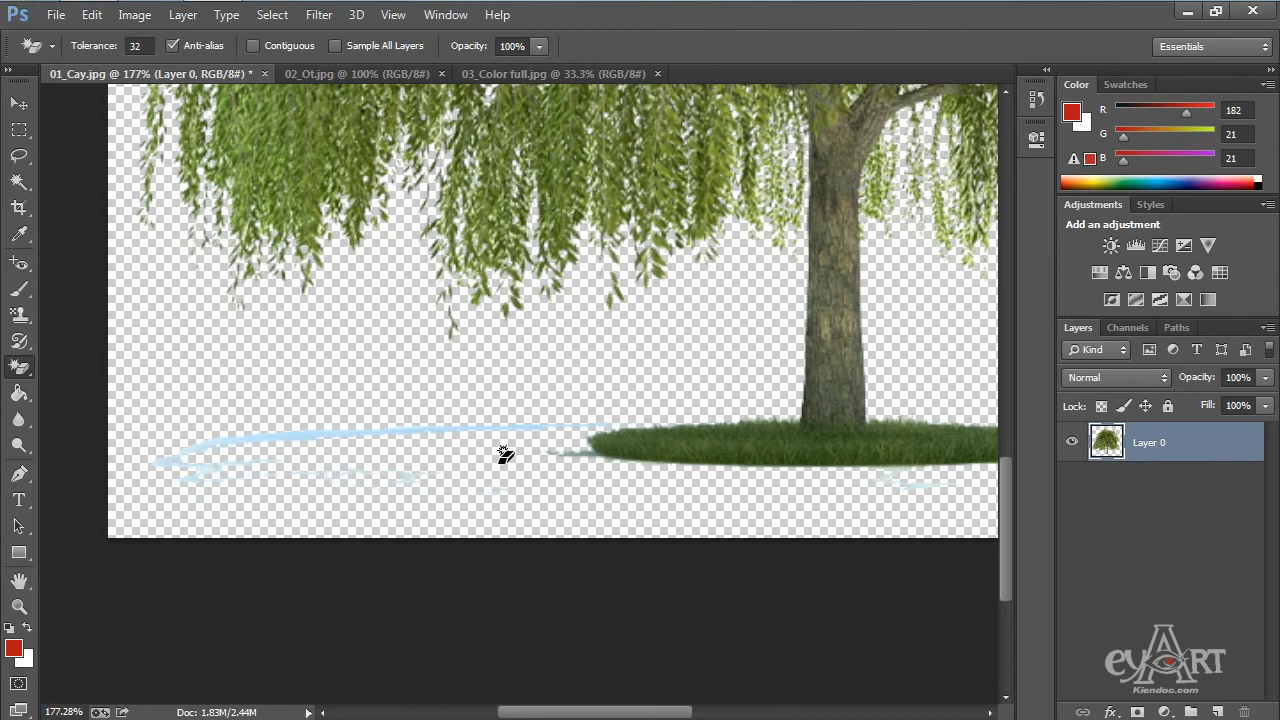 Ps File Edit Image Layer Type Select Filter 3D View Window Help
Tolerance: 32 Anti-alias Contiguous Sample All Layers Opacity: 100% Essentials
01_Cay.jpg @ 177% (Layer 0, RGB/8#) * × 02_Ot.jpg @ 100% (RGB/8#) × 03_Color full.jpg @ 33.3% (RGB/8#) ×
Color Swatches
R 182
G 21
B 21
Adjustments Styles
Add an adjustment
Layers Channels Paths
Kind
Normal Opacity: 100%
Lock: Fill: 100%
Layer 0
eyART
Kiendoc.com
177.28% Doc: 1.83M/2.44M